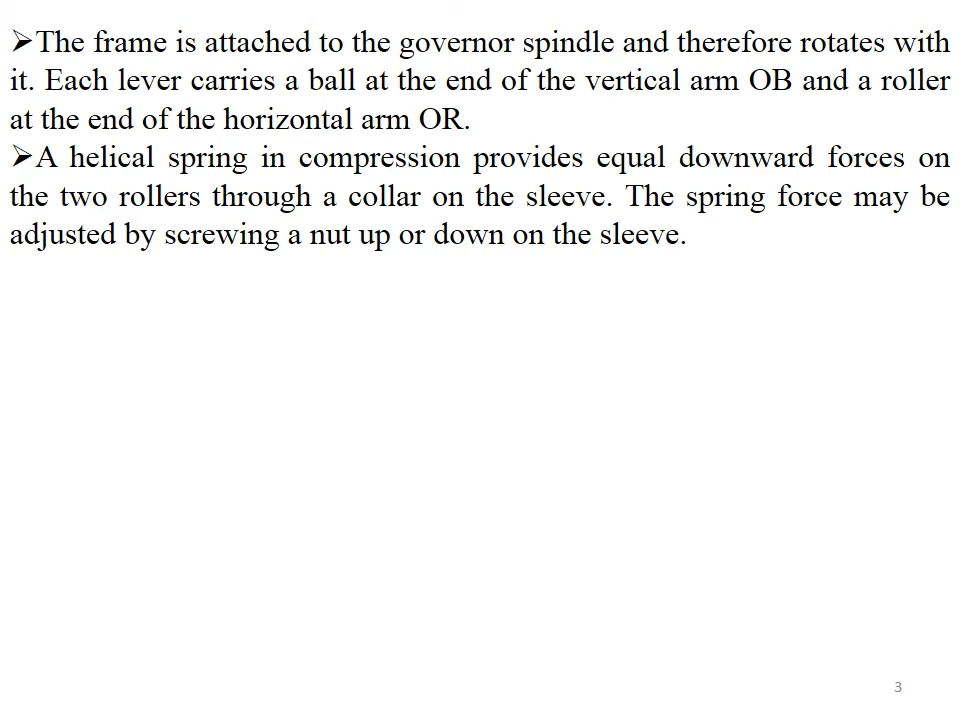 ➢The frame is attached to the governor spindle and therefore rotates with
it. Each lever carries a ball at the end of the vertical arm OB and a roller
at the end of the horizontal arm OR.
➢A helical spring in compression provides equal downward forces on
the two rollers through a collar on the sleeve. The spring force may be
adjusted by screwing a nut up or down on the sleeve.
3